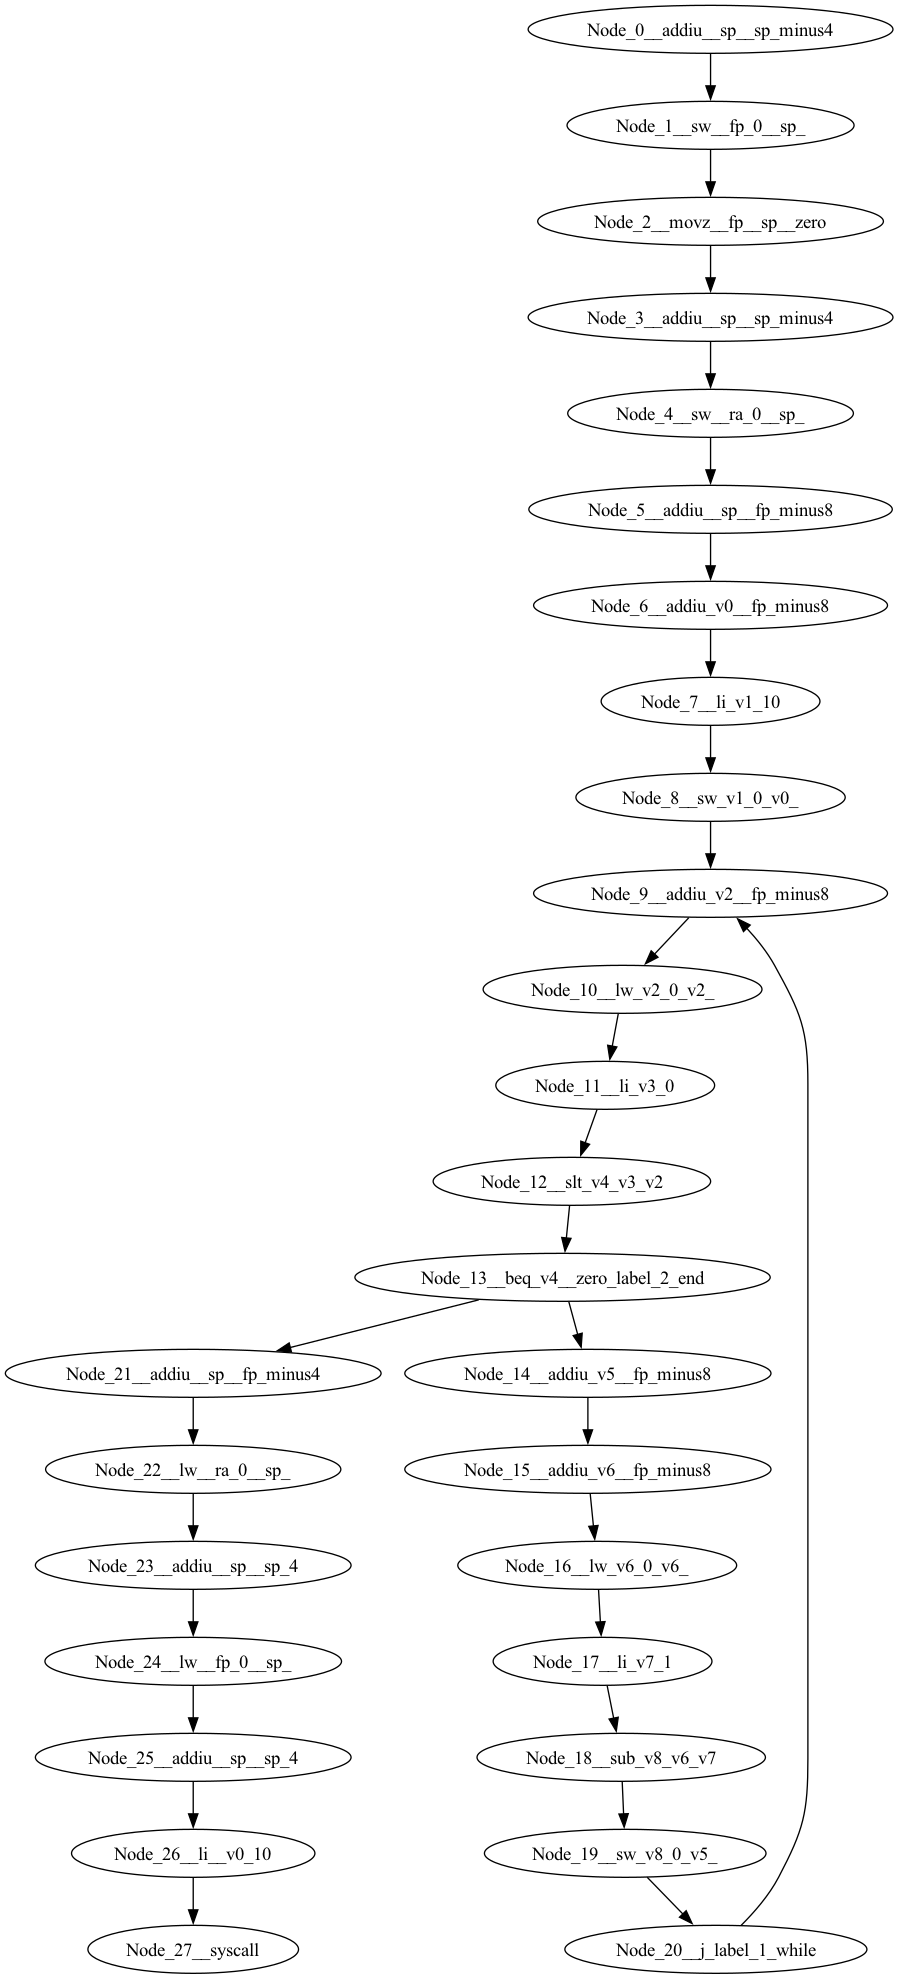 Node_0__addiu__sp__sp_minus4
Node_1__sw__fp_0__sp_
Node_2__movz__fp__sp__zero
Node_3__addiu__sp__sp_minus4
Node_4__sw__ra_0__sp_
Node_5__addiu__sp__fp_minus8
Node_6__addiu_v0__fp_minus8
Node_7__li_v1_10
Node_8__sw_v1_0_v0_
Node_9__addiu_v2__fp_minus8
Node_10__lw_v2_0_v2_
Node_11__li_v3_0
Node_12__slt_v4_v3_v2
Node_13__beq_v4__zero_label_2_end
Node_21__addiu__sp__fp_minus4
Node_14__addiu_v5__fp_minus8
Node_22__lw__ra_0__sp_
Node_15__addiu_v6__fp_minus8
Node_23__addiu__sp__sp_4
Node_16__lw_v6_0_v6_
Node_24__lw__fp_0__sp_
Node_17__li_v7_1
Node_25__addiu__sp__sp_4
Node_18__sub_v8_v6_v7
Node_26__li__v0_10
Node_19__sw_v8_0_v5_
Node_27__syscall
Node_20__j_label_1_while